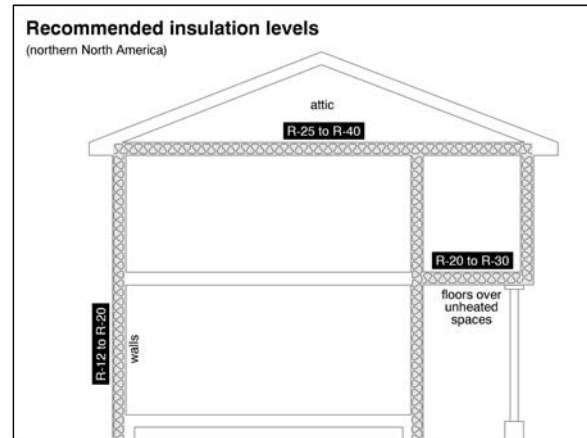 Recommended insulation levels
(northern North America)
attic
R-25 to R-40
R-20 to R-30
floors over
unheated
spaces
R-12 to R-20
walls